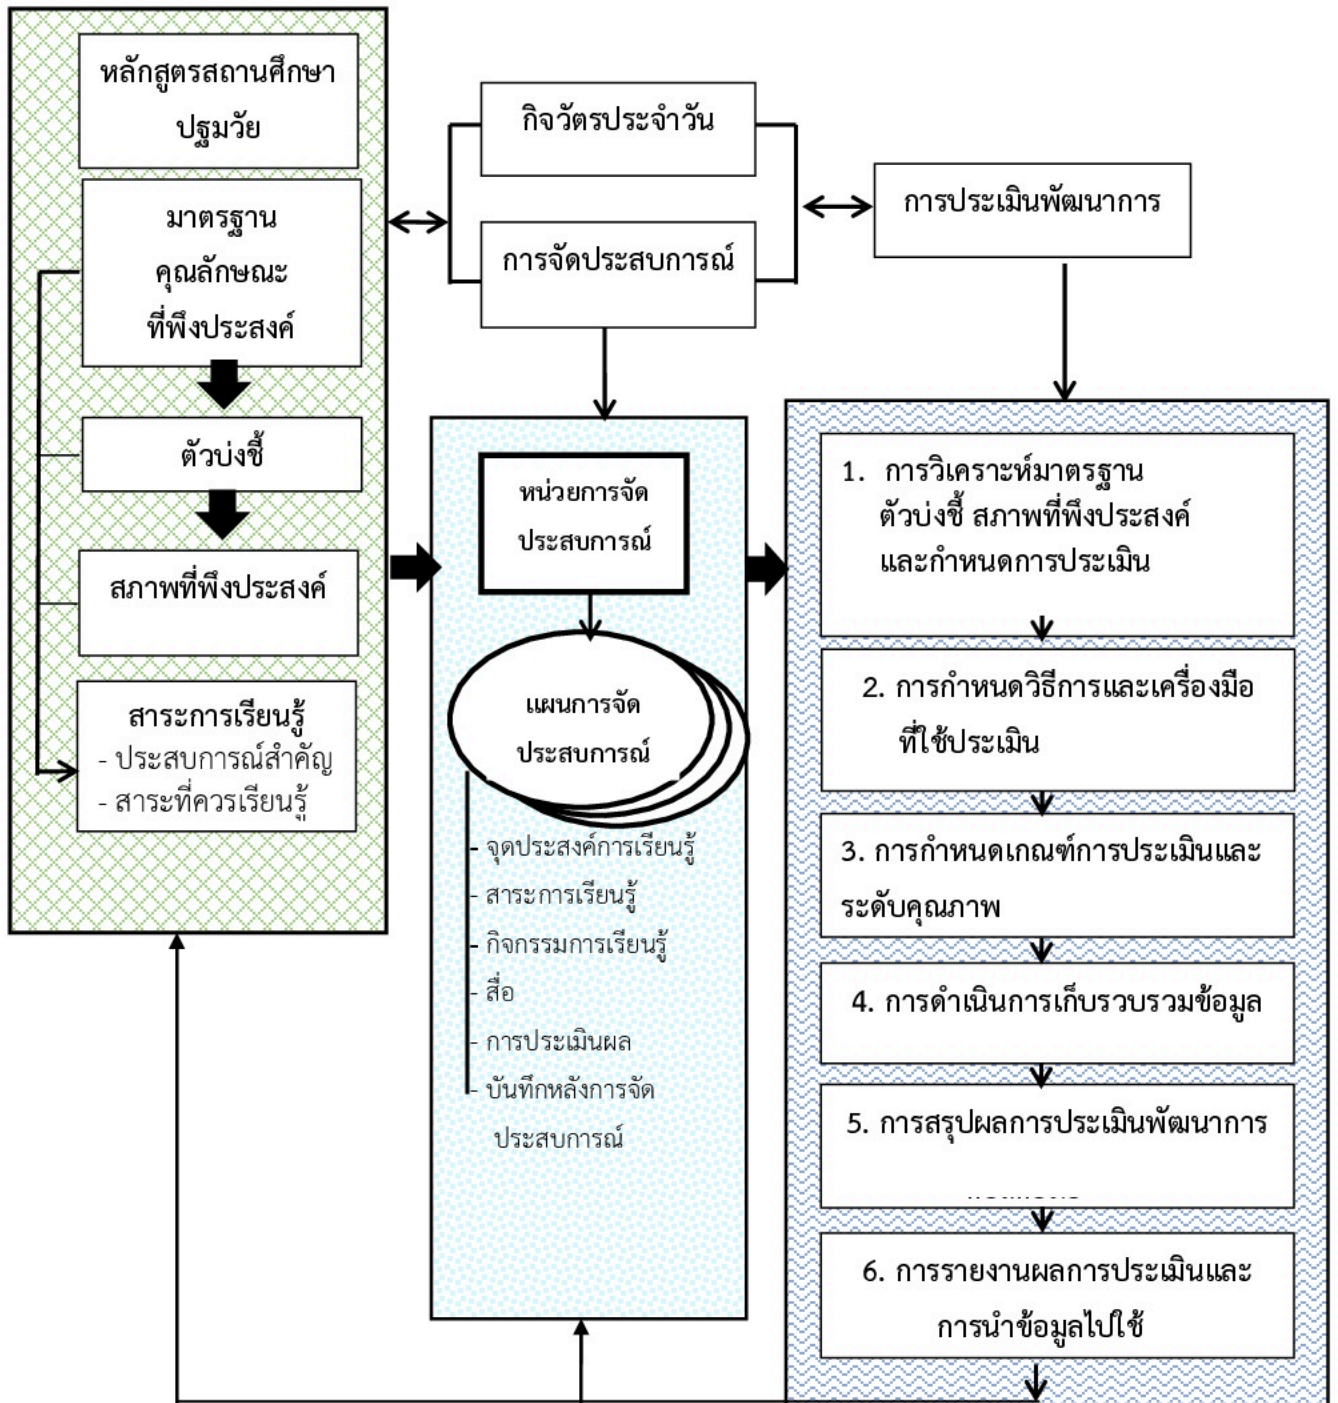 หลักสูตรสถานศึกษา
ปฐมวัย
มาตรฐาน
คุณลักษณะ
ที่พึงประสงค์
ตัวบ่งชี้
สภาพที่พึงประสงค์
สาระการเรียนรู้
- ประสบการณ์สำคัญ
- สาระที่ควรเรียนรู้
กิจวัตรประจำวัน
การจัดประสบการณ์
การประเมินพัฒนาการ
หน่วยการจัด
ประสบการณ์
แผนการจัด
ประสบการณ์
- จุดประสงค์การเรียนรู้
- สาระการเรียนรู้
- กิจกรรมการเรียนรู้
- สื่อ
- การประเมินผล
- บันทึกหลังการจัด
ประสบการณ์
1. การวิเคราะห์มาตรฐาน
ตัวบ่งชี้ สภาพที่พึงประสงค์
และกำหนดการประเมิน
2. การกำหนดวิธีการและเครื่องมือ
ที่ใช้ประเมิน
3. การกำหนดเกณฑ์การประเมินและ
ระดับคุณภาพ
4. การดำเนินการเก็บรวบรวมข้อมูล
5. การสรุปผลการประเมินพัฒนาการ
6. การรายงานผลการประเมินและ
การนำข้อมูลไปใช้